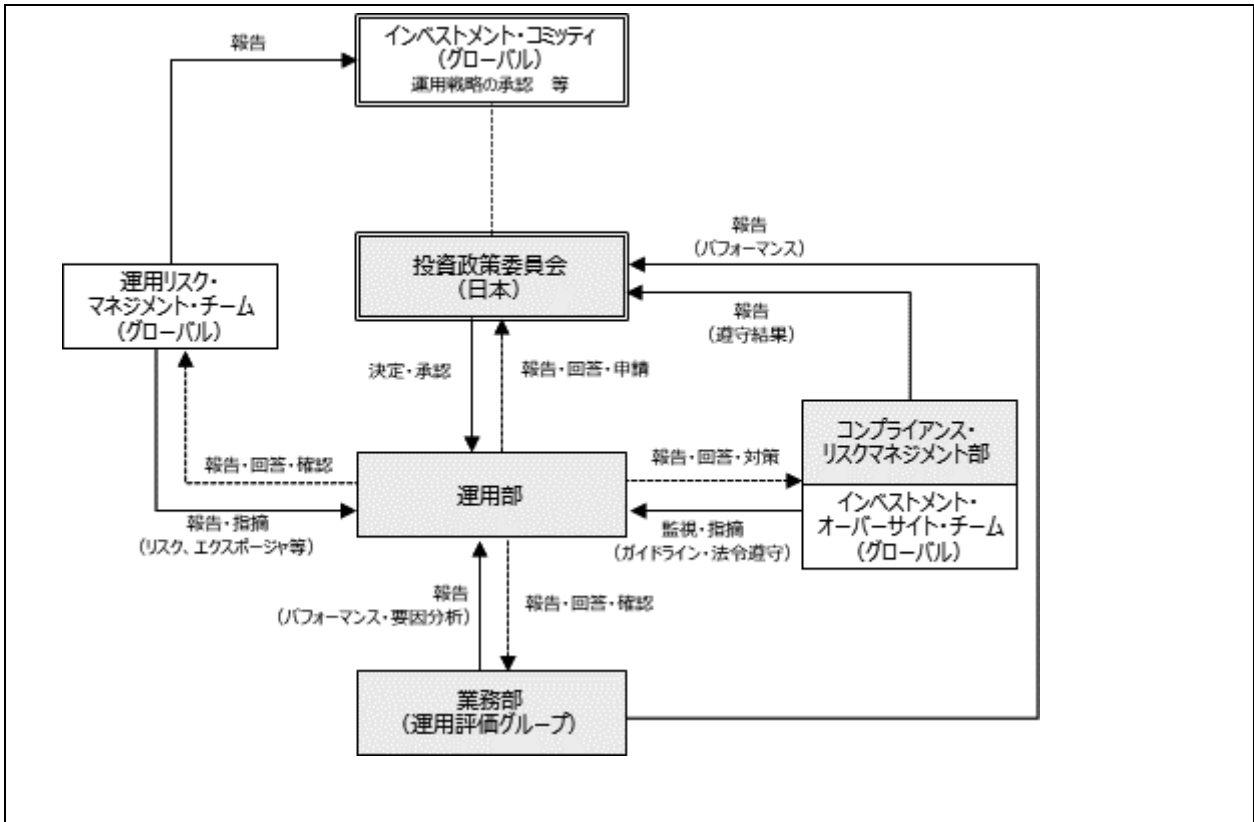 報告
インベストメント・コミッティ
(グローバル)
運用戦略の承認　等
報告
(パフォーマンス)
投資政策委員会
(日本)
運用リスク・
マネジメント・チーム
(グローバル)
報告
(遵守結果)
決定・承認
報告・回答・申請
コンプライアンス・
リスクマネジメント部
報告・回答・確認
報告・回答・対策
運用部
インベストメント・
オーバーサイト・チーム
(グローバル)
報告・指摘
(リスク、エクスポージャ等)
監視・指摘
(ガイドライン・法令遵守)
報告
(パフォーマンス・要因分析)
報告・回答・確認
業務部
(運用評価グループ)